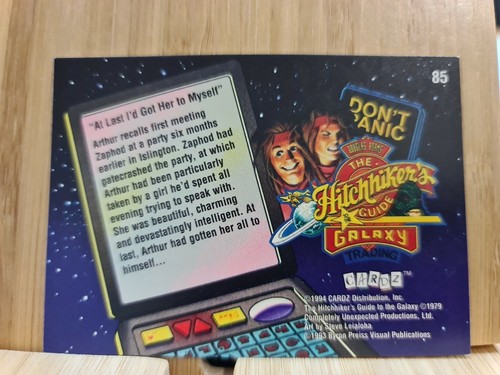 85
"At Last I'd Got Her to Myself"
Arthur recalls first meeting
Zaphod at a party six months
earlier in Islington. Zaphod had
gatecrashed the party, at which
Arthur had been particularly
taken by a girl he'd spent all
evening trying to speak with.
She was beautiful, charming
and devastatingly intelligent. At
last, Arthur had gotten her all to
himself...
DON'T
PANIC
DOUGLAS ADAMS
THE
Hitchhiker's
GUIDE
GALAXY
TRADING
CARDZ™
©1994 CARDZ Distribution, Inc.
The Hitchhiker's Guide to the Galaxy ©1979
Completely Unexpected Productions, Ltd.
Art by Steve Leialoha
©1993 Byron Preiss Visual Publications